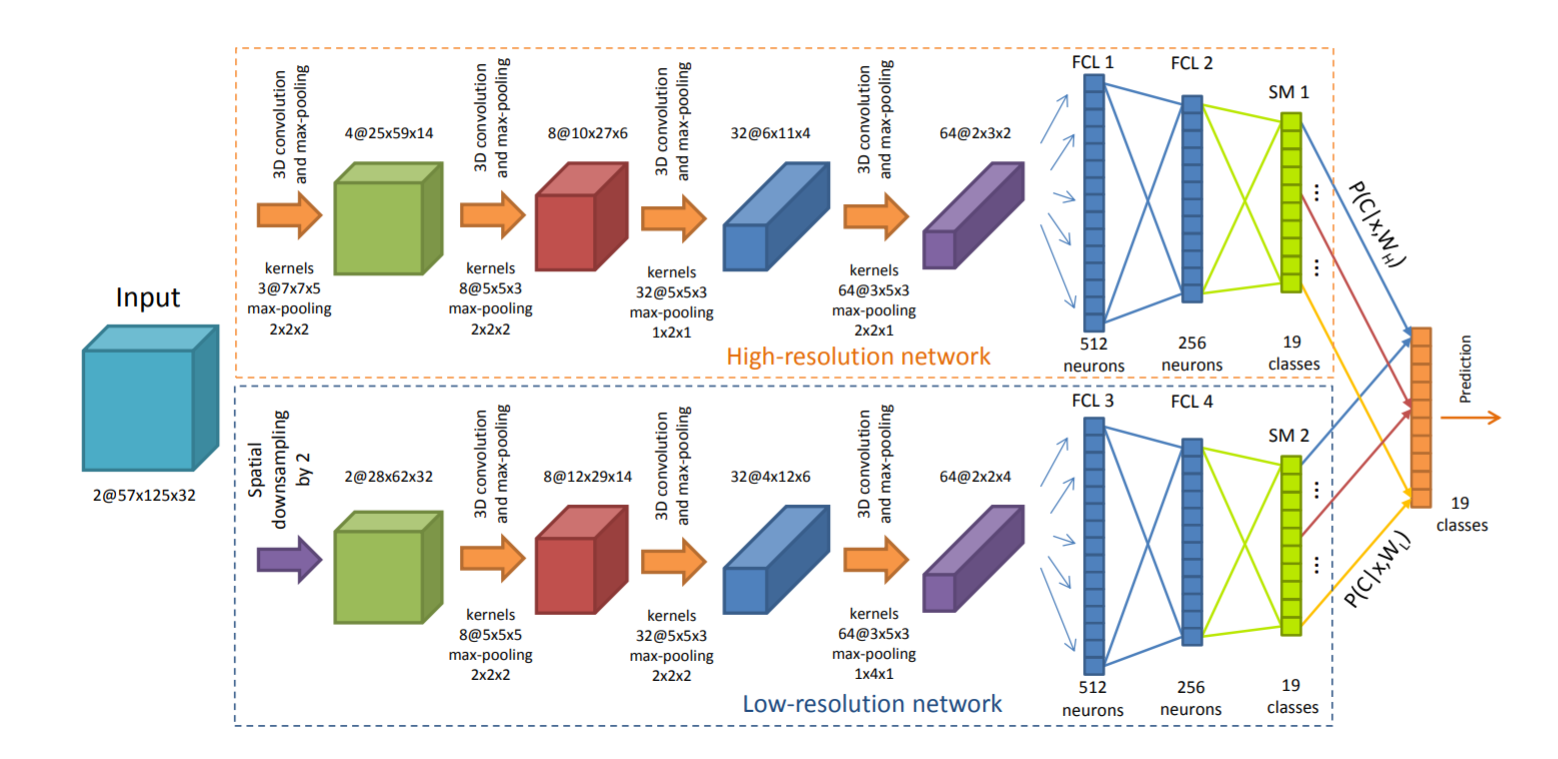 Input
2@57x125x32
3D convolution
and max-pooling
4@25x59x14
3D convolution
and max-pooling
8@10x27x6
3D convolution
and max-pooling
32@6x11x4
3D convolution
and max-pooling
64@2x3x2
FCL 1
FCL 2
SM 1
kernels
3@7x7x5
max-pooling
2x2x2
kernels
8@5x5x3
max-pooling
2x2x2
kernels
32@5x5x3
max-pooling
1x2x1
kernels
64@3x5x3
max-pooling
2x2x1
...
...
512
neurons
256
neurons
19
classes
High-resolution network
P(C|x,W_H)
Spatial
downsampling
by 2
2@28x62x32
3D convolution
and max-pooling
8@12x29x14
3D convolution
and max-pooling
32@4x12x6
3D convolution
and max-pooling
64@2x2x4
FCL 3
FCL 4
SM 2
kernels
8@5x5x5
max-pooling
2x2x2
kernels
32@5x5x3
max-pooling
2x2x2
kernels
64@3x5x3
max-pooling
1x4x1
...
...
512
neurons
256
neurons
19
classes
Low-resolution network
P(C|x,W_L)
Prediction
19
classes